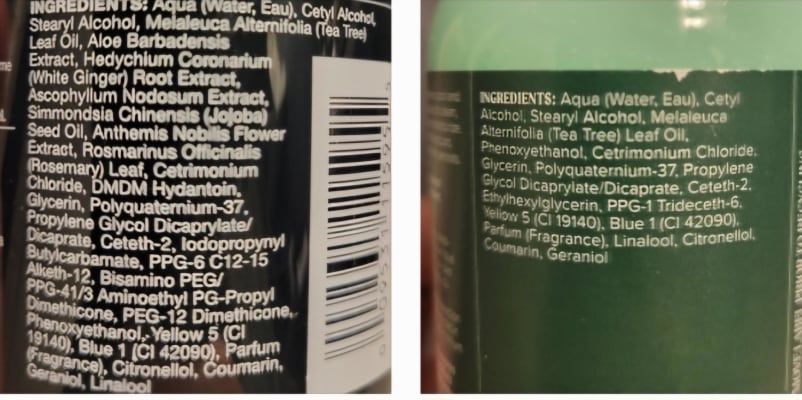 INGREDIENTS: Aqua (Water, Eau), Cetyl Alcohol,
Stearyl Alcohol, Melaleuca Alternifolia (Tea Tree)
Leaf Oil, Aloe Barbadensis
Extract, Hedychium Coronarium
(White Ginger) Root Extract,
Ascophyllum Nodosum Extract,
Simmondsia Chinensis (Jojoba)
Seed Oil, Anthemis Nobilis Flower
Extract, Rosmarinus Officinalis
(Rosemary) Leaf, Cetrimonium
Chloride, DMDM Hydantoin,
Glycerin, Polyquaternium-37,
Propylene Glycol Dicaprylate/
Dicaprate, Ceteth-2, Iodopropynyl
Butylcarbamate, PPG-6 C12-15
Alketh-12, Bisamino PEG/
PPG-41/3 Aminoethyl PG-Propyl
Dimethicone, PEG-12 Dimethicone,
Phenoxyethanol, Yellow 5 (CI
19140), Blue 1 (CI 42090), Parfum
(Fragrance), Citronellol, Coumarin,
Geraniol, Linalool
INGREDIENTS: Aqua (Water, Eau), Cetyl
Alcohol, Stearyl Alcohol, Melaleuca
Alternifolia (Tea Tree) Leaf Oil,
Phenoxyethanol, Cetrimonium Chloride,
Glycerin, Polyquaternium-37, Propylene
Glycol Dicaprylate/Dicaprate, Ceteth-2,
Ethylhexylglycerin, PPG-1 Trideceth-6,
Yellow 5 (CI 19140), Blue 1 (CI 42090),
Parfum (Fragrance), Linalool, Citronellol,
Coumarin, Geraniol